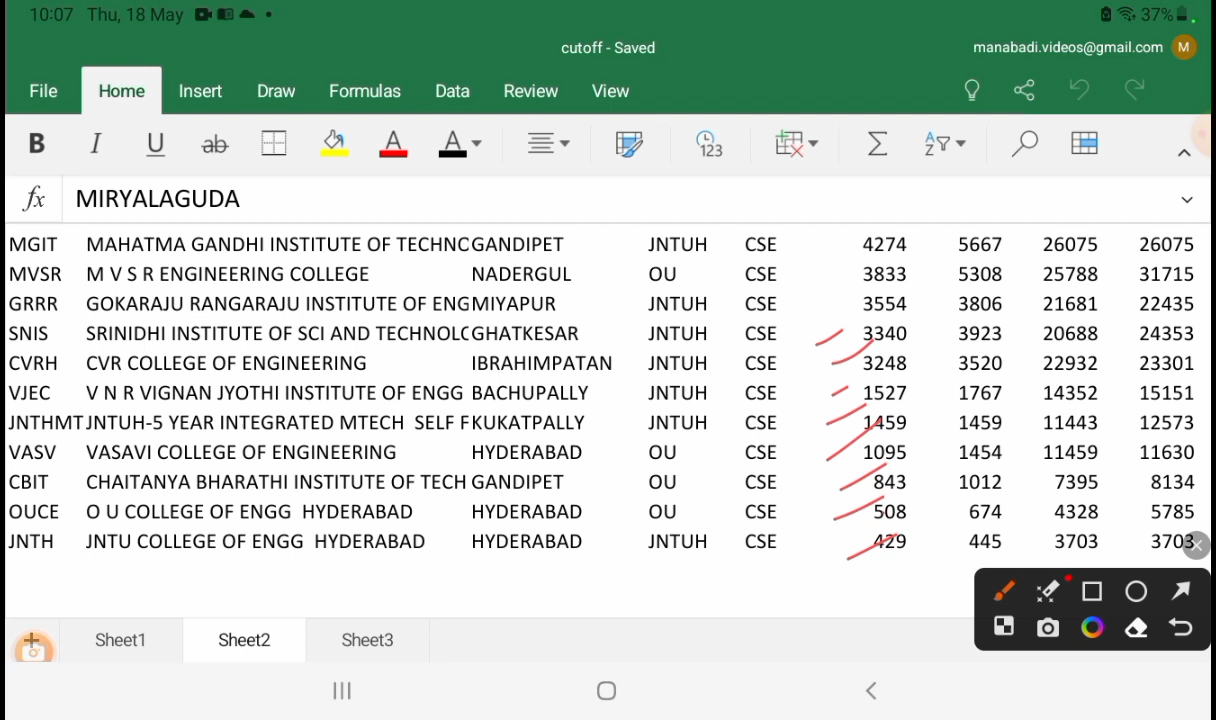 10:07 Thu, 18 May
37%
cutoff - Saved
manabadi.videos@gmail.com M
File Home Insert Draw Formulas Data Review View
B I U ab A A 123 Σ A Z
fx MIRYALAGUDA
MGIT MAHATMA GANDHI INSTITUTE OF TECHNO GANDIPET JNTUH CSE 4274 5667 26075 26075
MVSR M V S R ENGINEERING COLLEGE NADERGUL OU CSE 3833 5308 25788 31715
GRRR GOKARAJU RANGARAJU INSTITUTE OF ENG MIYAPUR JNTUH CSE 3554 3806 21681 22435
SNIS SRINIDHI INSTITUTE OF SCI AND TECHNOLO GHATKESAR JNTUH CSE 3340 3923 20688 24353
CVRH CVR COLLEGE OF ENGINEERING IBRAHIMPATAN JNTUH CSE 3248 3520 22932 23301
VJEC V N R VIGNAN JYOTHI INSTITUTE OF ENGG BACHUPALLY JNTUH CSE 1527 1767 14352 15151
JNTHMT JNTUH-5 YEAR INTEGRATED MTECH SELF F KUKATPALLY JNTUH CSE 1459 1459 11443 12573
VASV VASAVI COLLEGE OF ENGINEERING HYDERABAD OU CSE 1095 1454 11459 11630
CBIT CHAITANYA BHARATHI INSTITUTE OF TECH GANDIPET OU CSE 843 1012 7395 8134
OUCE O U COLLEGE OF ENGG HYDERABAD HYDERABAD OU CSE 508 674 4328 5785
JNTH JNTU COLLEGE OF ENGG HYDERABAD HYDERABAD JNTUH CSE 429 445 3703 3703
Sheet1 Sheet2 Sheet3